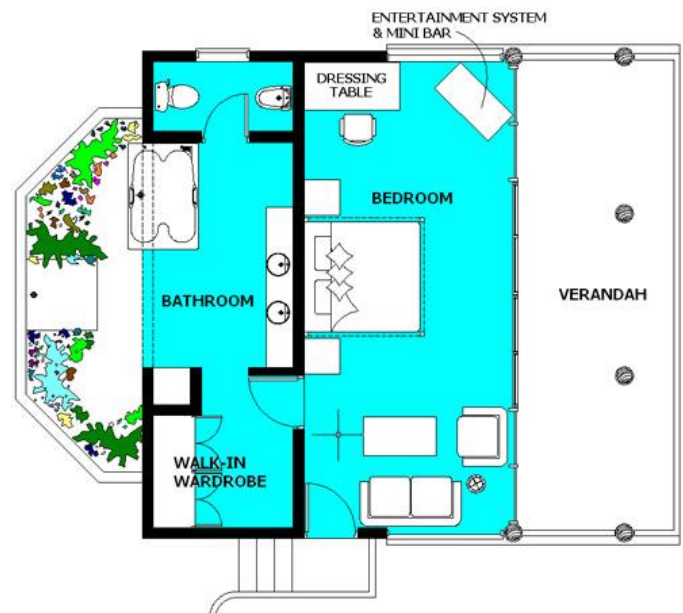 ENTERTAINMENT SYSTEM
& MINI BAR
DRESSING
TABLE
BEDROOM
VERANDAH
BATHROOM
WALK-IN
WARDROBE